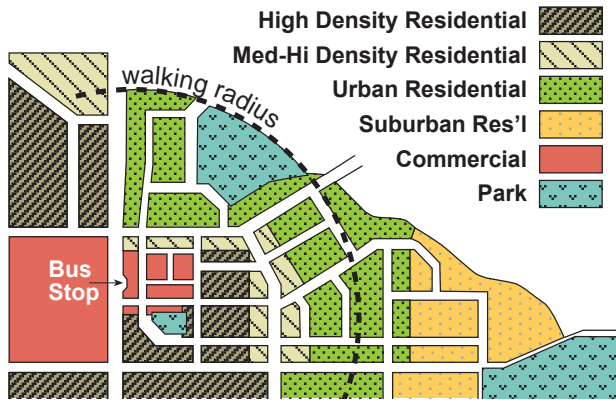 High Density Residential
Med-Hi Density Residential
Urban Residential
Suburban Res’l
Commercial
Park
walking radius
Bus
Stop